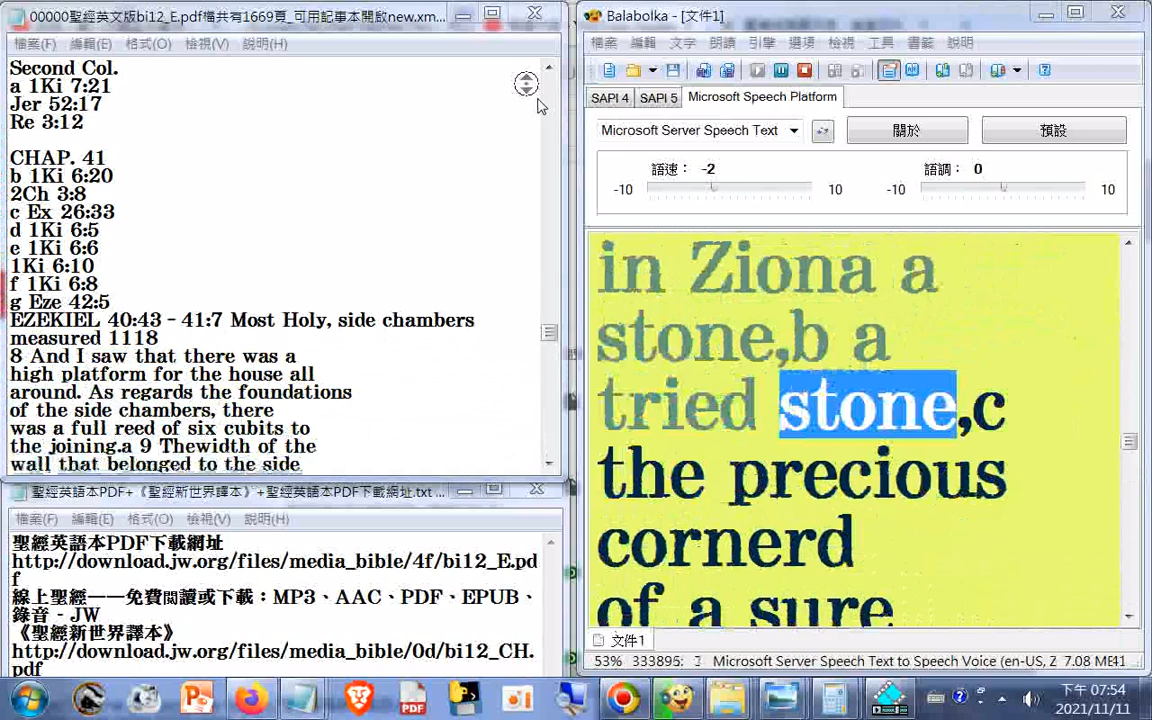 00000聖經英文版bi12_E.pdf檔共有1669頁_可用記事本開啟new.xm...
檔案(F) 編輯(E) 格式(O) 檢視(V) 說明(H)
Second Col.
a 1Ki 7:21
Jer 52:17
Re 3:12
CHAP. 41
b 1Ki 6:20
2Ch 3:8
c Ex 26:33
d 1Ki 6:5
e 1Ki 6:6
1Ki 6:10
f 1Ki 6:8
g Eze 42:5
EZEKIEL 40:43–41:7 Most Holy, side chambers
measured 1118
8 And I saw that there was a
high platform for the house all
around. As regards the foundations
of the side chambers, there
was a full reed of six cubits to
the joining.a 9 Thewidth of the
wall that belonged to the side
聖經英語本PDF+《聖經新世界譯本》+聖經英語本PDF下載網址.txt ...
檔案(F) 編輯(E) 格式(O) 檢視(V) 說明(H)
聖經英語本PDF下載網址
http://download.jw.org/files/media_bible/4f/bi12_E.pd
f
線上聖經——免費閱讀或下載：MP3、AAC、PDF、EPUB、
錄音 - JW
《聖經新世界譯本》
http://download.jw.org/files/media_bible/0d/bi12_CH.
pdf
Balabolka - [文件1]
檔案 編輯 文字 朗讀 引擎 選項 檢視 工具 書籤 說明
SAPI 4 SAPI 5 Microsoft Speech Platform
Microsoft Server Speech Text 關於 預設
語速： -2 語調： 0
-10 10 -10 10
in Ziona a
stone,b a
tried stone,c
the precious
cornerd
of a sure
文件1
53% 333895: Microsoft Server Speech Text to Speech Voice (en-US, Z 7.08 ME41
PDF
下午 07:54
2021/11/11